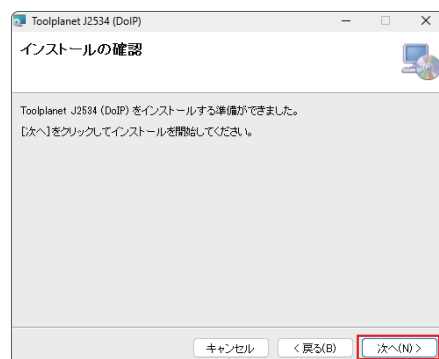 Toolplanet J2534 (DoIP)
インストールの確認
Toolplanet J2534 (DoIP) をインストールする準備ができました。
[次へ]をクリックしてインストールを開始してください。
キャンセル
< 戻る(B)
次へ(N) >